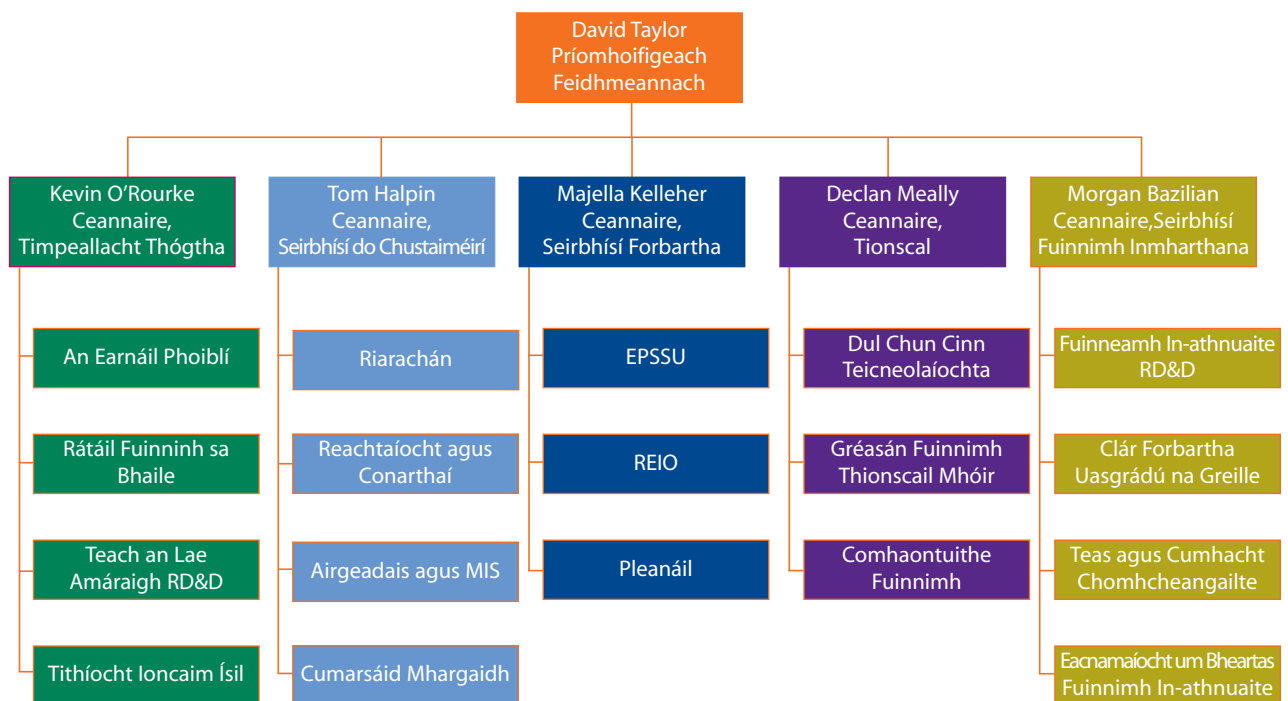 David Taylor
Príomhoifigeach
Feidhmeannach
Kevin O’Rourke
Ceannaire,
Timpeallacht Thógtha
Tom Halpin
Ceannaire,
Seirbhísí do Chustaiméirí
Majella Kelleher
Ceannaire,
Seirbhísí Forbartha
Declan Meally
Ceannaire,
Tionscal
Morgan Bazilian
Ceannaire,Seirbhísí
Fuinnimh Inmharthana
An Earnáil Phoiblí
Rátáil Fuinninh sa
Bhaile
Teach an Lae
Amáraigh RD&D
Tithíocht Ioncaim Ísil
Riarachán
Reachtaíocht agus
Conarthaí
Airgeadais agus MIS
Cumarsáid Mhargaidh
EPSSU
REIO
Pleanáil
Dul Chun Cinn
Teicneolaíochta
Gréasán Fuinnimh
Thionscail Mhóir
Comhaontuithe
Fuinnimh
Fuinneamh In-athnuaite
RD&D
Clár Forbartha
Uasgrádú na Greille
Teas agus Cumhacht
Chomhcheangailte
Eacnamaíocht um Bheartas
Fuinnimh In-athnuaite